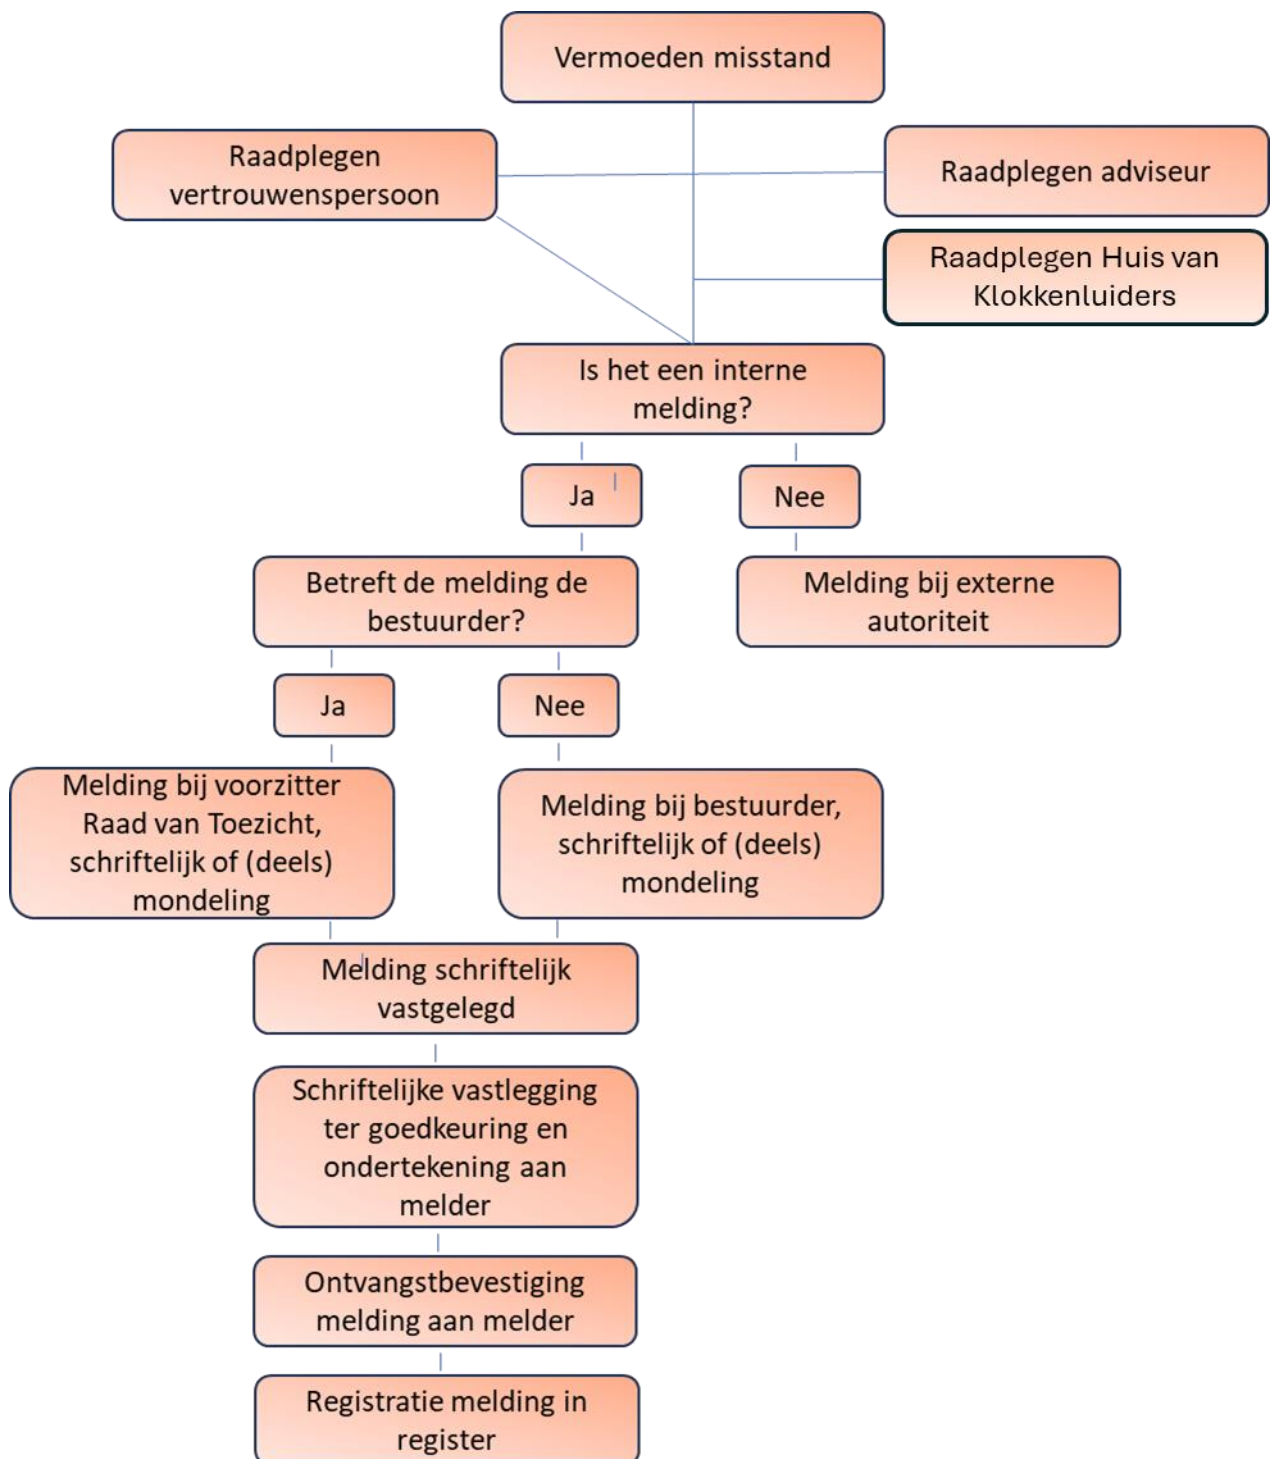 Vermoeden misstand
Raadplegen
vertrouwenspersoon
Raadplegen adviseur
Raadplegen Huis van
Klokkenluiders
Is het een interne
melding?
Ja
Nee
Betreft de melding de
bestuurder?
Melding bij externe
autoriteit
Ja
Nee
Melding bij voorzitter
Raad van Toezicht,
schriftelijk of (deels)
mondeling
Melding bij bestuurder,
schriftelijk of (deels)
mondeling
Melding schriftelijk
vastgelegd
Schriftelijke vastlegging
ter goedkeuring en
ondertekening aan
melder
Ontvangstbevestiging
melding aan melder
Registratie melding in
register